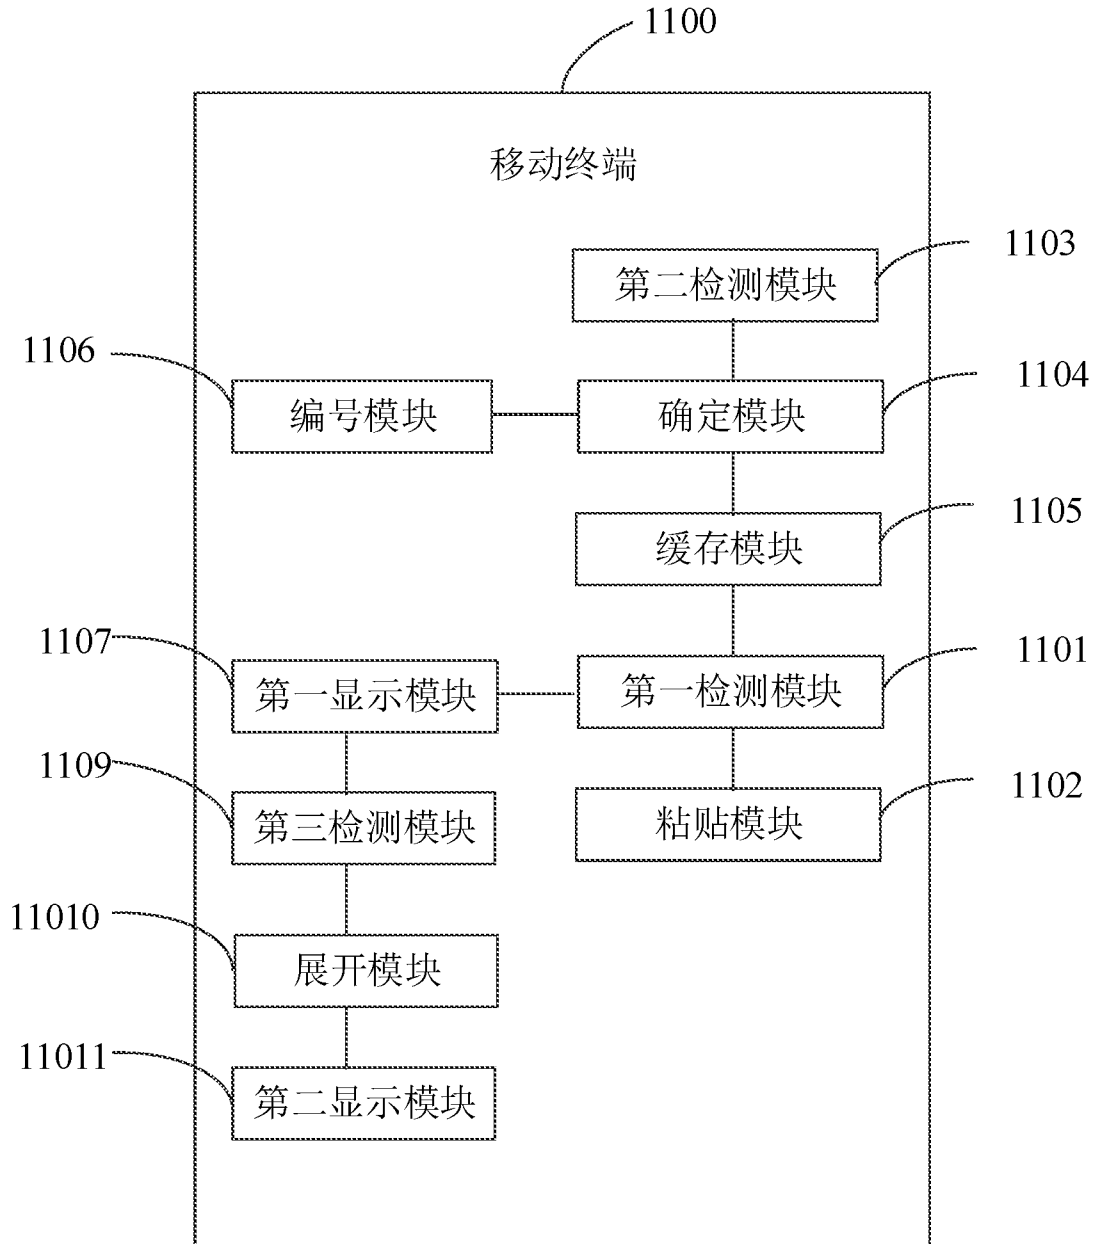 1100
移动终端
1103
第二检测模块
1106
编号模块
1104
确定模块
1105
缓存模块
1107
第一显示模块
1101
第一检测模块
1109
第三检测模块
1102
粘贴模块
11010
展开模块
11011
第二显示模块